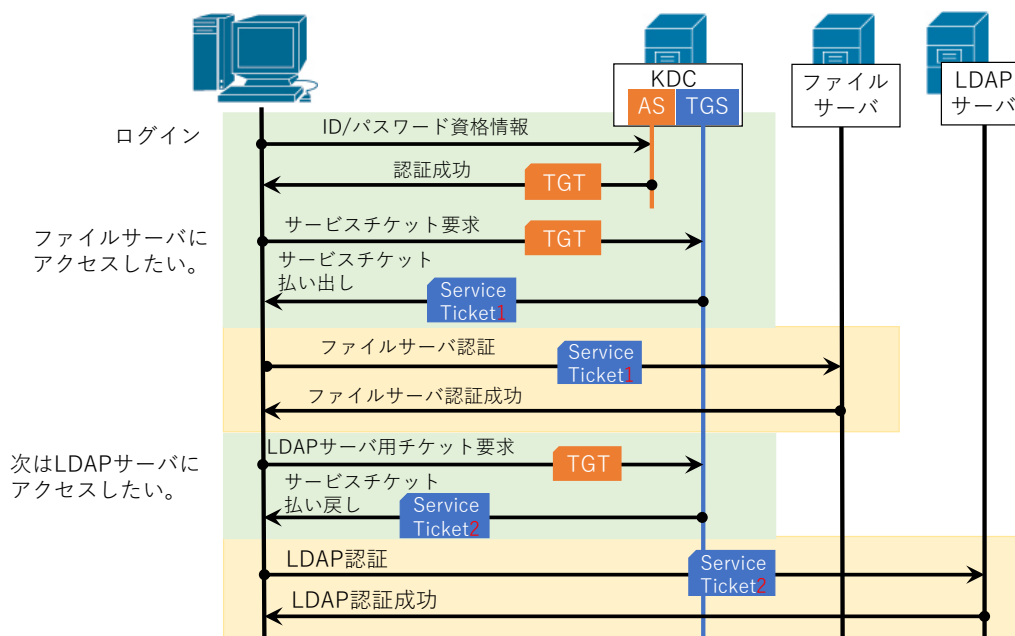 KDC
AS
TGS
ファイル
サーバ
LDAP
サーバ
ログイン
ID/パスワード資格情報
認証成功
TGT
ファイルサーバに
アクセスしたい。
サービスチケット要求
TGT
サービスチケット
払い出し
Service
Ticket1
ファイルサーバ認証
Service
Ticket1
ファイルサーバ認証成功
次はLDAPサーバに
アクセスしたい。
LDAPサーバ用チケット要求
TGT
サービスチケット
払い戻し
Service
Ticket2
LDAP認証
Service
Ticket2
LDAP認証成功